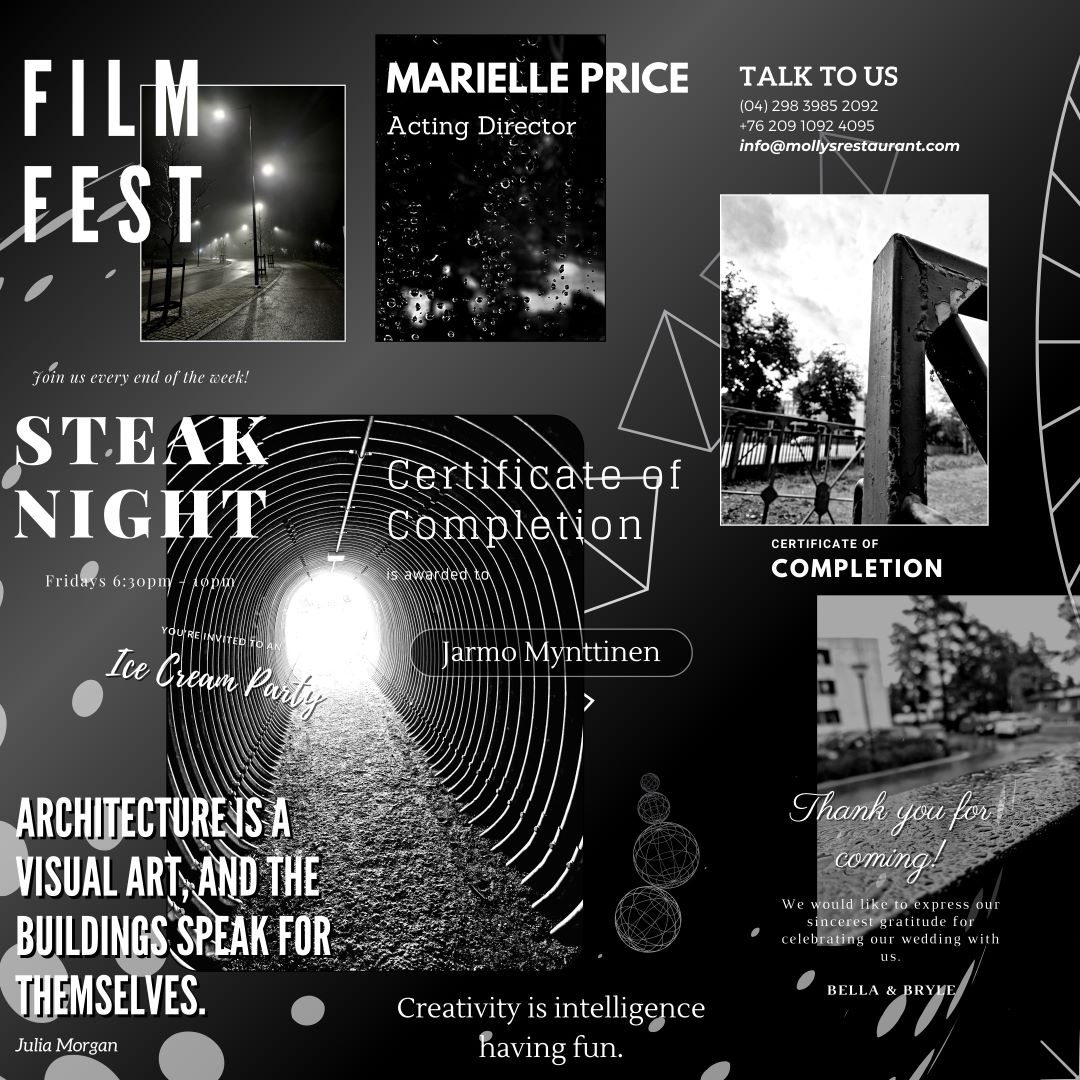 FILM
FEST
MARIELLE PRICE
Acting Director
TALK TO US
(04) 298 3985 2092
+76 209 1092 4095
info@mollysrestaurant.com
Join us every end of the week!
STEAK
NIGHT
Fridays 6:30pm - 10pm
Certificate of
Completion
is awarded to
Jarmo Mynttinen
CERTIFICATE OF
COMPLETION
YOU'RE INVITED TO AN
Ice Cream Party
ARCHITECTURE IS A
VISUAL ART, AND THE
BUILDINGS SPEAK FOR
THEMSELVES.
Julia Morgan
Creativity is intelligence
having fun.
Thank you for
coming!
We would like to express our
sincerest gratitude for
celebrating our wedding with
us.
BELLA & BRYLE